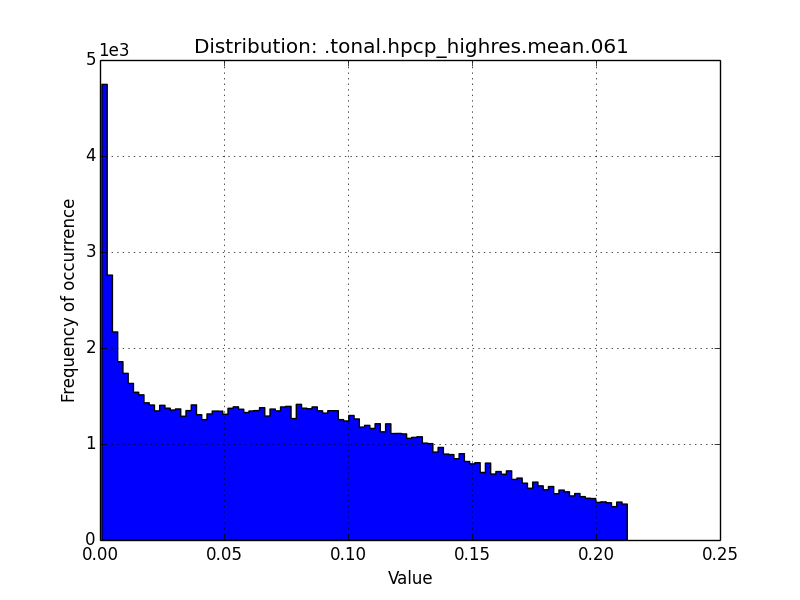 Distribution: .tonal.hpcp_highres.mean.061
1e3
5
4
3
2
1
0
Frequency of occurrence
0.00 0.05 0.10 0.15 0.20 0.25
Value